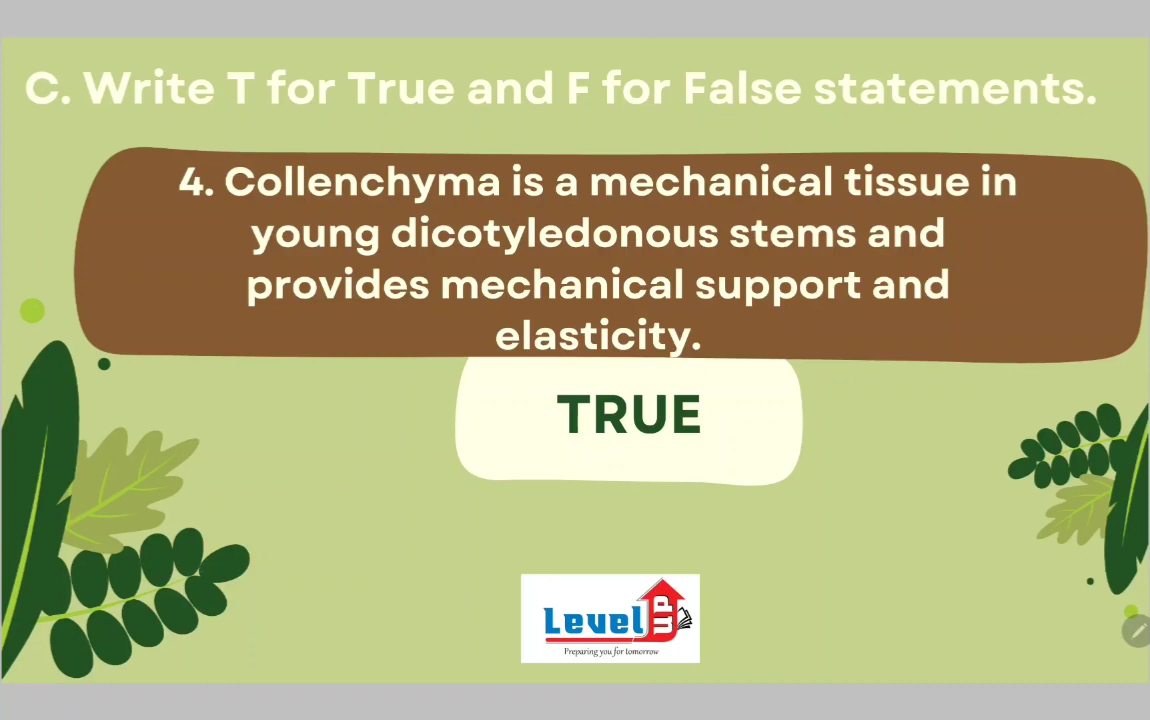 C. Write T for True and F for False statements.
4. Collenchyma is a mechanical tissue in
young dicotyledonous stems and
provides mechanical support and
elasticity.
TRUE
Level UP
Preparing you for tomorrow